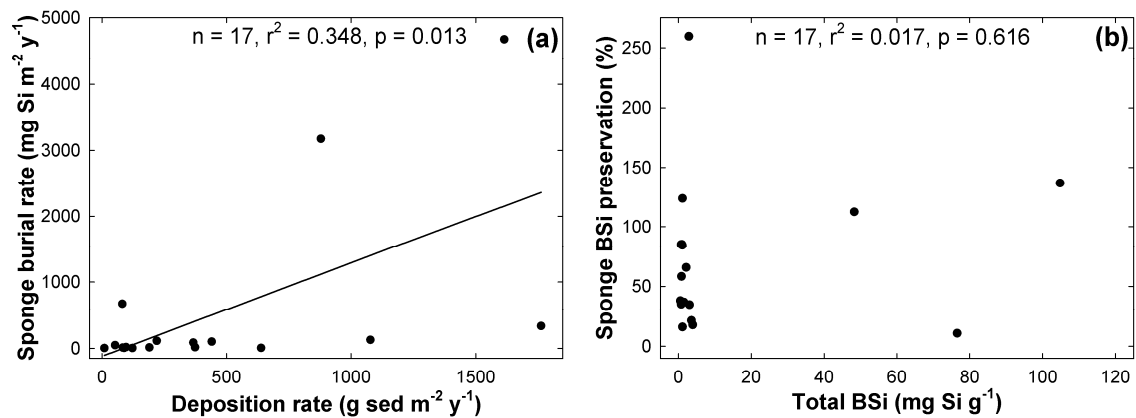 n = 17, r² = 0.348, p = 0.013
(a)
Sponge burial rate (mg Si m⁻² y⁻¹)
5000
4000
3000
2000
1000
0
0 500 1000 1500
Deposition rate (g sed m⁻² y⁻¹)
n = 17, r² = 0.017, p = 0.616
(b)
Sponge BSi preservation (%)
250
200
150
100
50
0
0 20 40 60 80 100 120
Total BSi (mg Si g⁻¹)